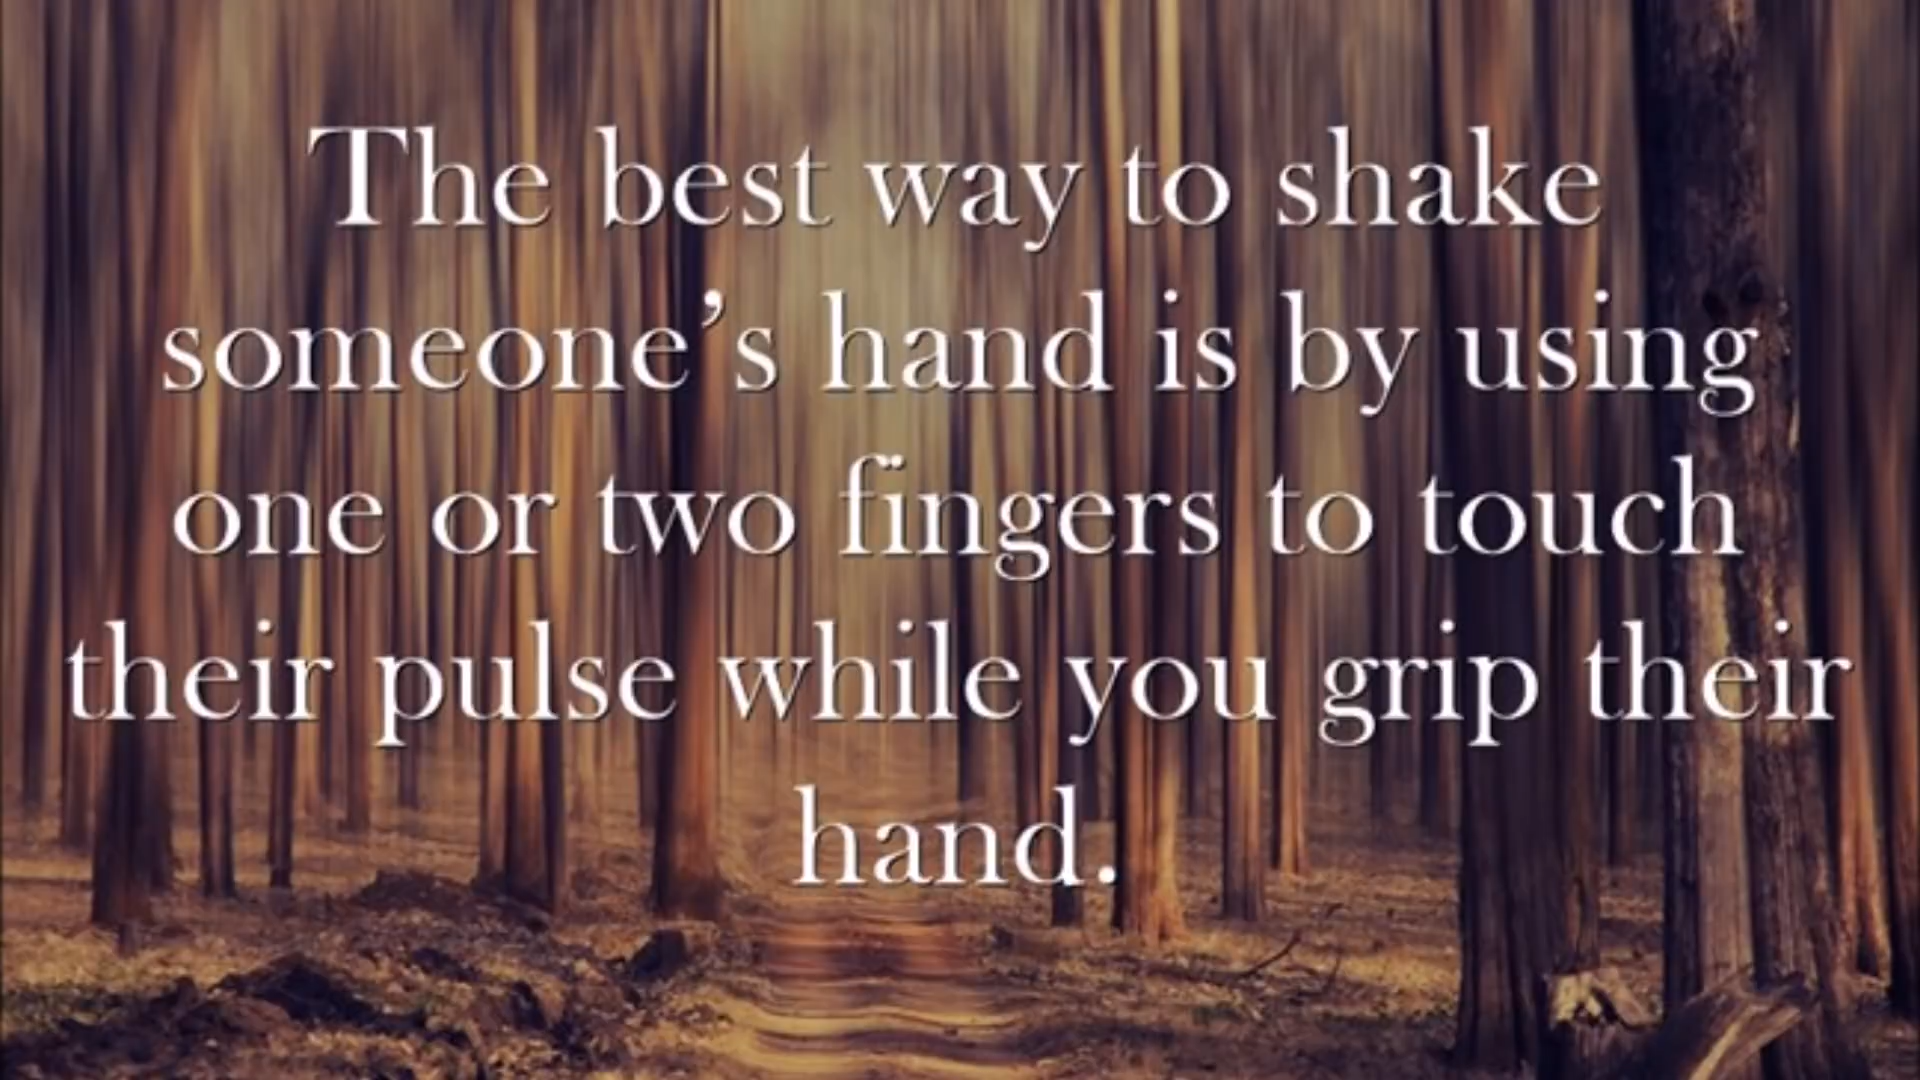 The best way to shake
someone’s hand is by using
one or two fingers to touch
their pulse while you grip their
hand.